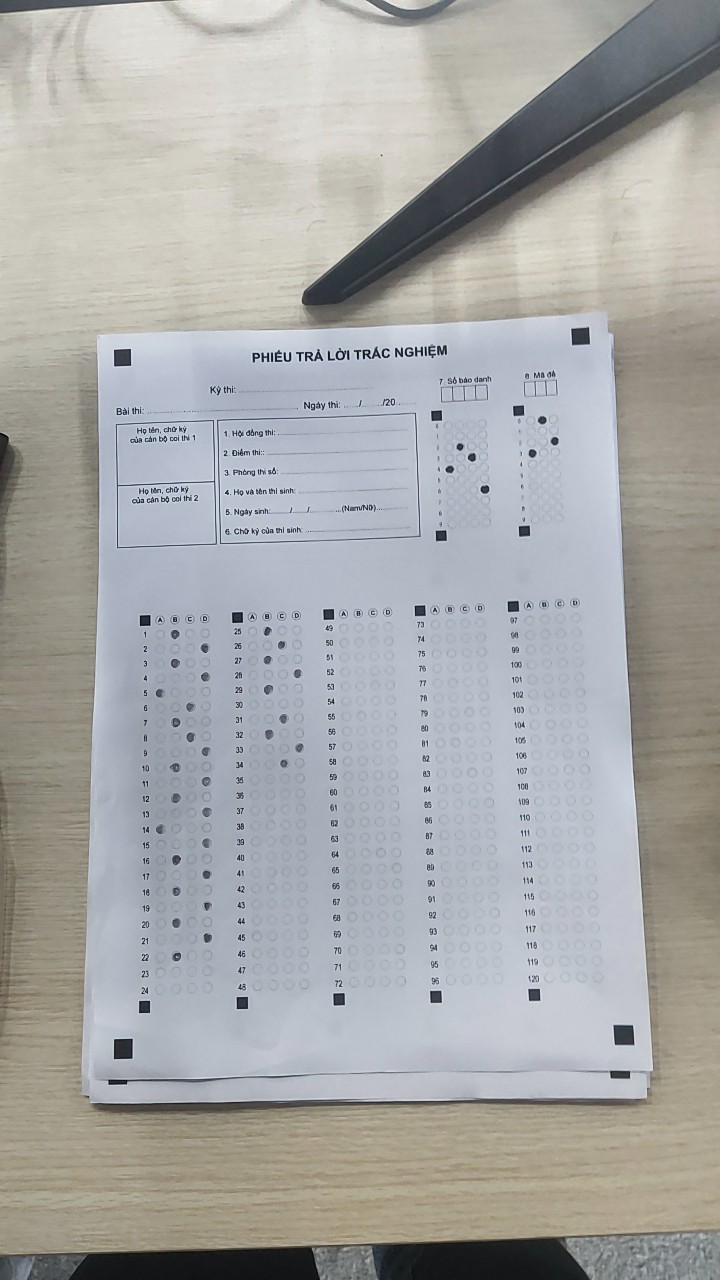 PHIẾU TRẢ LỜI TRẮC NGHIỆM
Kỳ thi:
Bài thi: Ngày thi: ...../......./20
7. Số báo danh
8. Mã đề
Họ tên, chữ ký
của cán bộ coi thi 1
Họ tên, chữ ký
của cán bộ coi thi 2
1. Hội đồng thi:
2. Điểm thi::
3. Phòng thi số:
4. Họ và tên thí sinh:
5. Ngày sinh:....../....../..........(Nam/Nữ)
6. Chữ ký của thí sinh:
A B C D A B C D A B C D A B C D A B C D
1 25 49 73 97
2 26 50 74 98
3 27 51 75 99
4 28 52 76 100
5 29 53 77 101
6 30 54 78 102
7 31 55 79 103
8 32 56 80 104
9 33 57 81 105
10 34 58 82 106
11 35 59 83 107
12 36 60 84 108
13 37 61 85 109
14 38 62 86 110
15 39 63 87 111
16 40 64 88 112
17 41 65 89 113
18 42 66 90 114
19 43 67 91 115
20 44 68 92 116
21 45 69 93 117
22 46 70 94 118
23 47 71 95 119
24 48 72 96 120